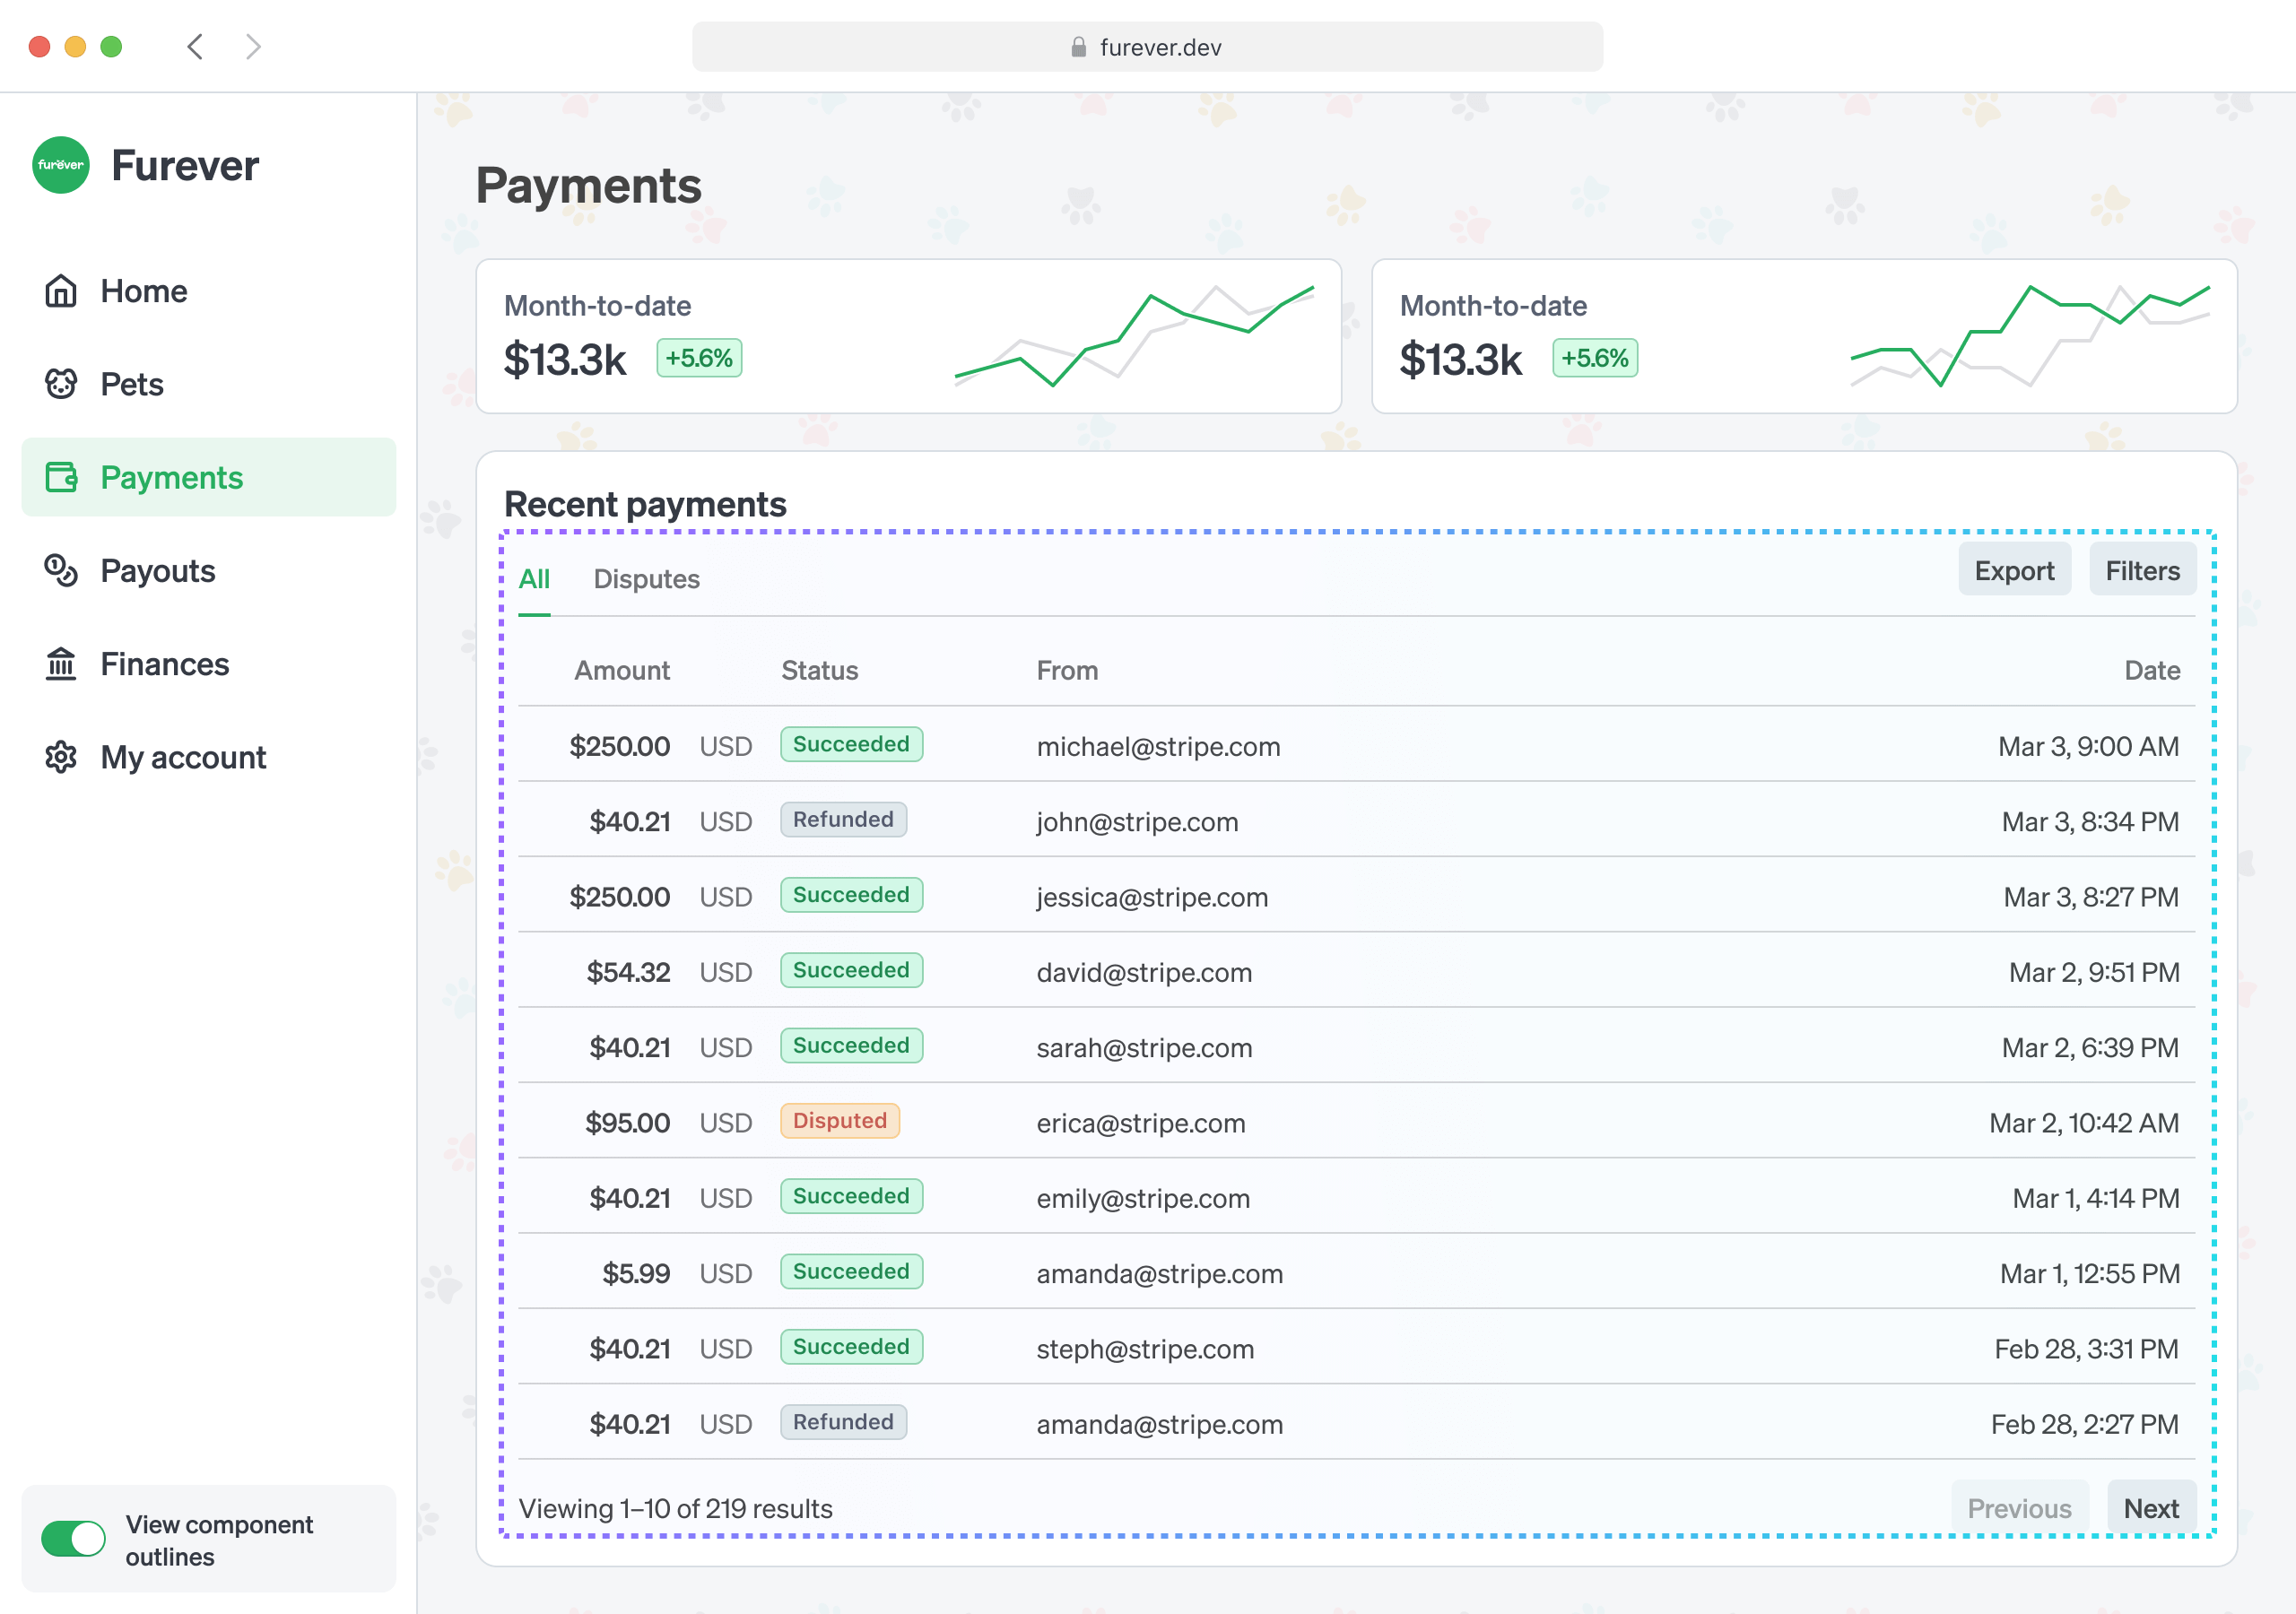 furever.dev
furever
Furever
Home
Pets
Payments
Payouts
Finances
My account
View component
outlines
Payments
Month-to-date
$13.3k +5.6%
Month-to-date
$13.3k +5.6%
Recent payments
All Disputes Export Filters
Amount Status From Date
$250.00 USD Succeeded michael@stripe.com Mar 3, 9:00 AM
$40.21 USD Refunded john@stripe.com Mar 3, 8:34 PM
$250.00 USD Succeeded jessica@stripe.com Mar 3, 8:27 PM
$54.32 USD Succeeded david@stripe.com Mar 2, 9:51 PM
$40.21 USD Succeeded sarah@stripe.com Mar 2, 6:39 PM
$95.00 USD Disputed erica@stripe.com Mar 2, 10:42 AM
$40.21 USD Succeeded emily@stripe.com Mar 1, 4:14 PM
$5.99 USD Succeeded amanda@stripe.com Mar 1, 12:55 PM
$40.21 USD Succeeded steph@stripe.com Feb 28, 3:31 PM
$40.21 USD Refunded amanda@stripe.com Feb 28, 2:27 PM
Viewing 1–10 of 219 results Previous Next